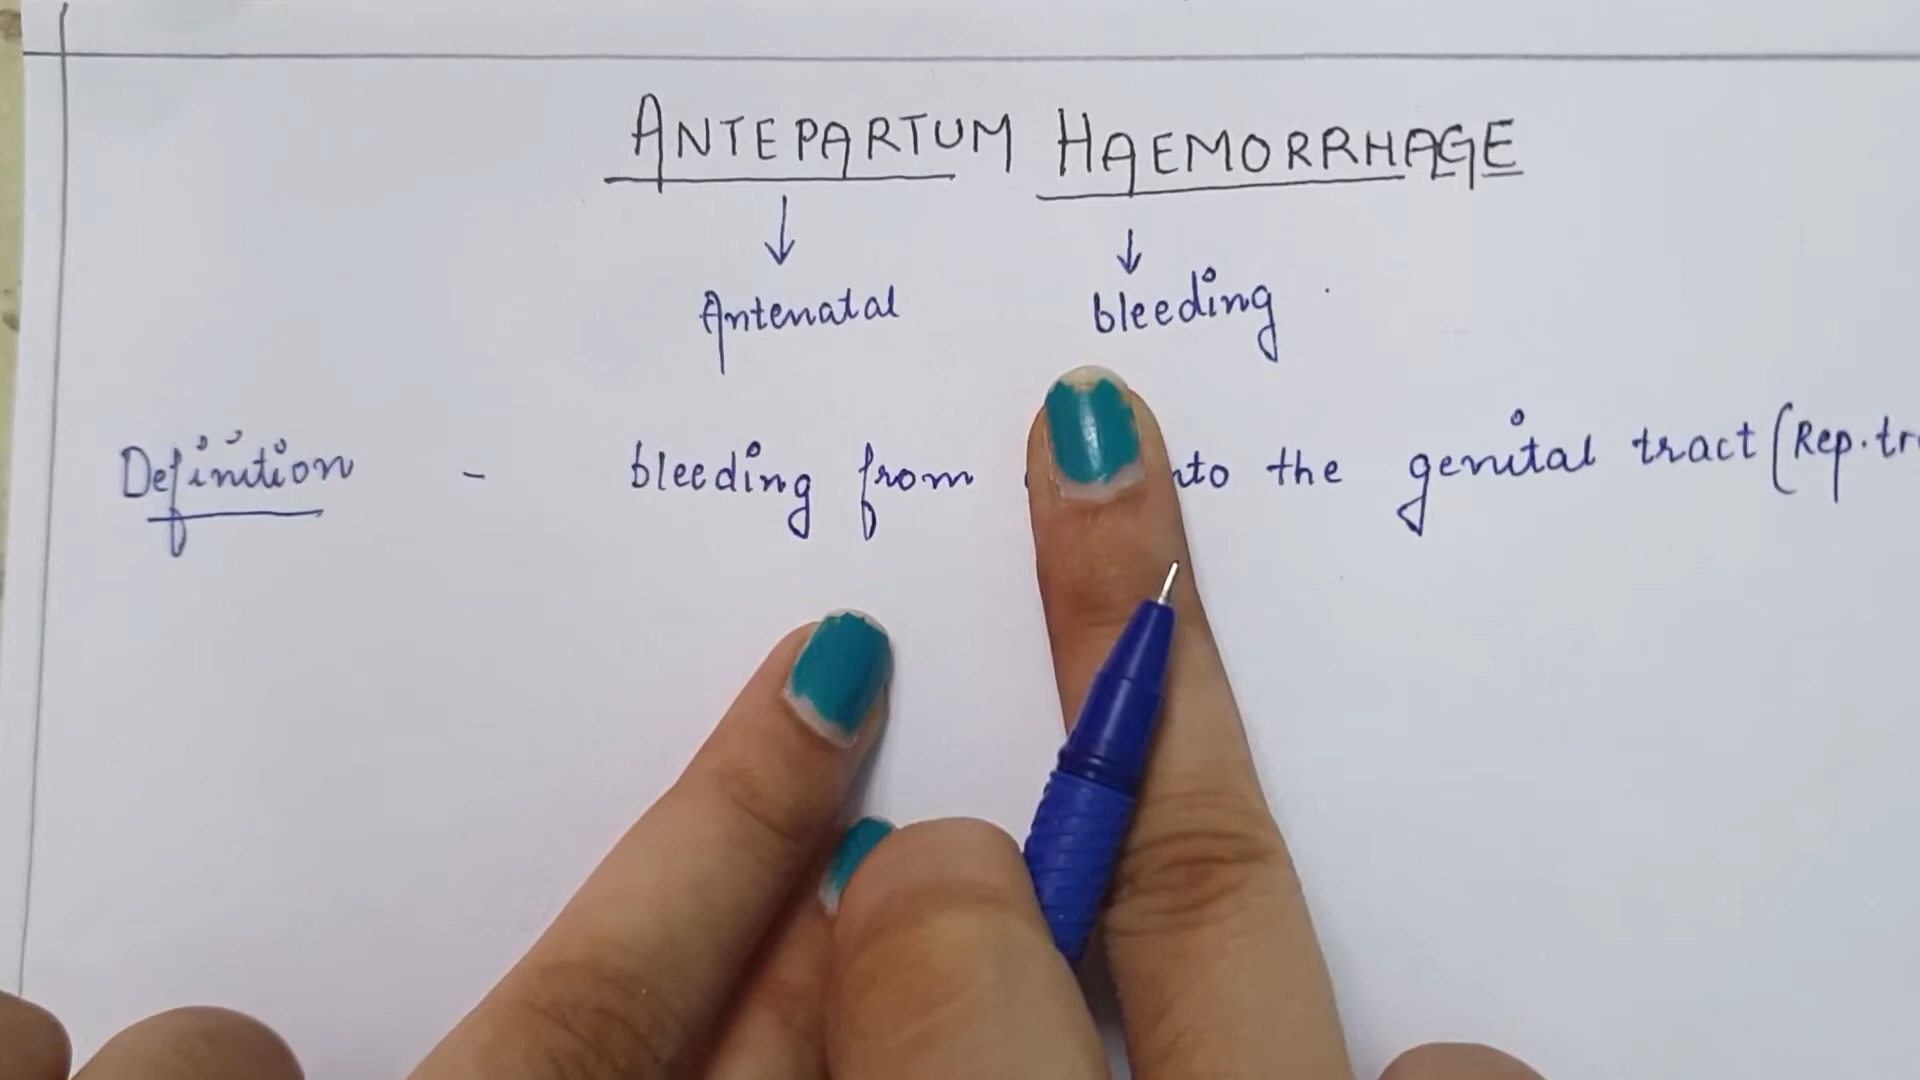 ANTEPARTUM HAEMORRHAGE
Antenatal bleeding
Definition - bleeding from the genital tract (Rep.